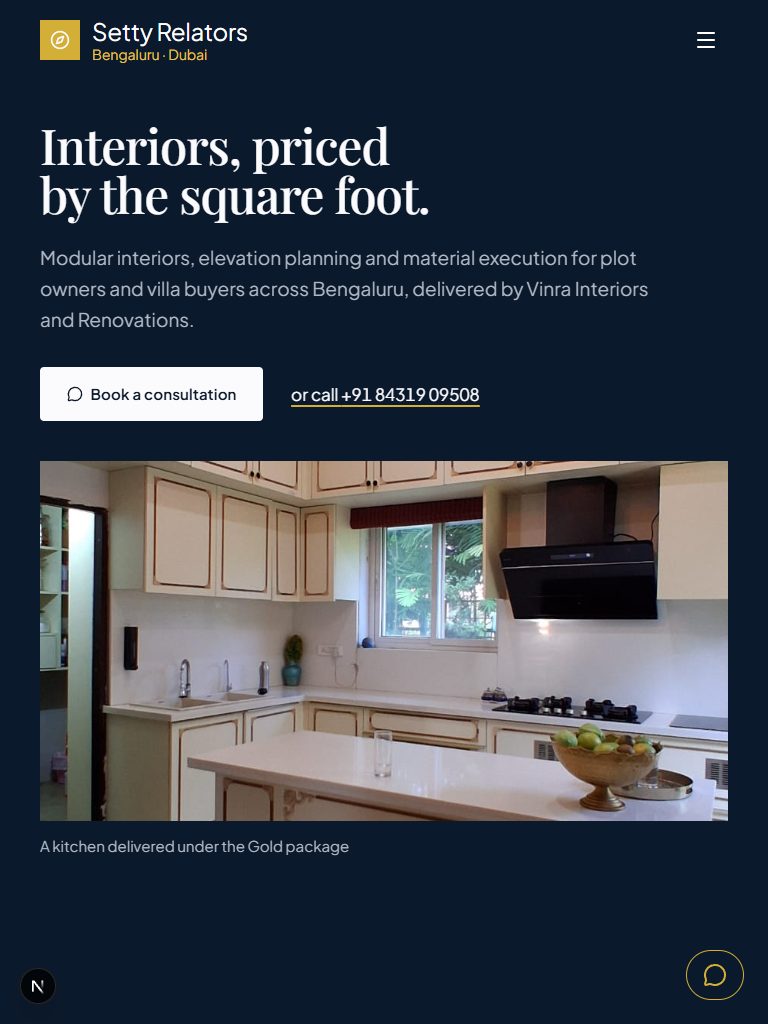 Setty Relators
Bengaluru · Dubai
Interiors, priced
by the square foot.
Modular interiors, elevation planning and material execution for plot
owners and villa buyers across Bengaluru, delivered by Vinra Interiors
and Renovations.
Book a consultation
or call +91 84319 09508
A kitchen delivered under the Gold package
N